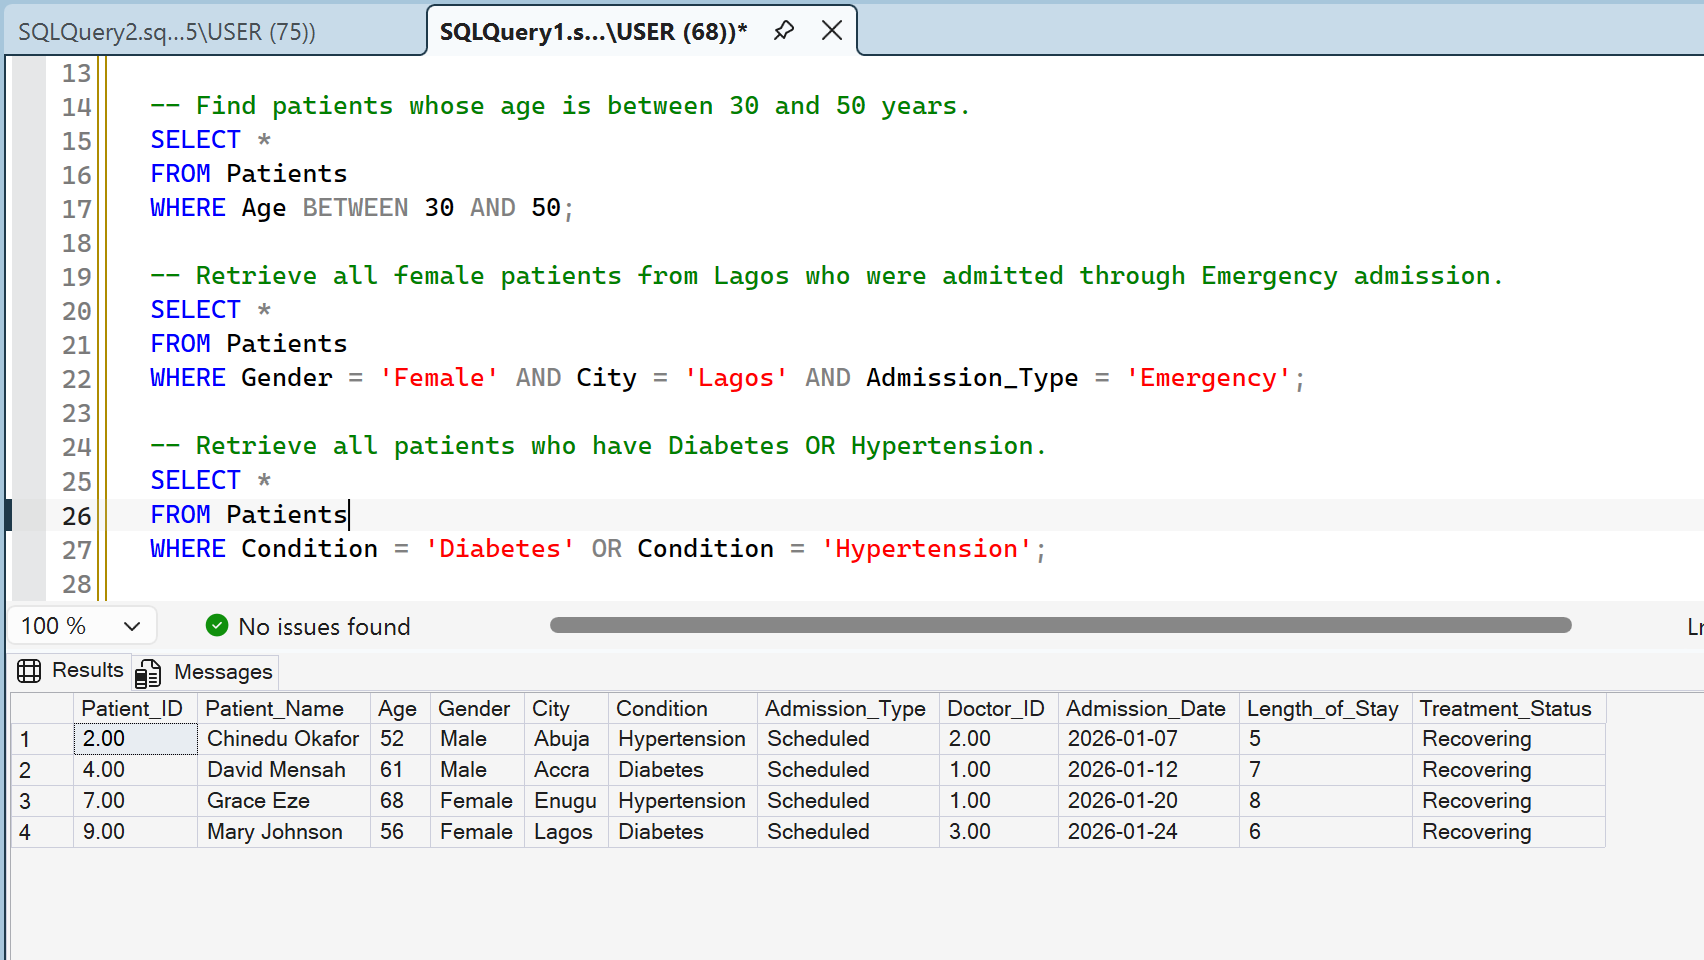 SQLQuery2.sq...5\USER (75))
SQLQuery1.s...\USER (68))*
13
14 -- Find patients whose age is between 30 and 50 years.
15 SELECT *
16 FROM Patients
17 WHERE Age BETWEEN 30 AND 50;
18
19 -- Retrieve all female patients from Lagos who were admitted through Emergency admission.
20 SELECT *
21 FROM Patients
22 WHERE Gender = 'Female' AND City = 'Lagos' AND Admission_Type = 'Emergency';
23
24 -- Retrieve all patients who have Diabetes OR Hypertension.
25 SELECT *
26 FROM Patients
27 WHERE Condition = 'Diabetes' OR Condition = 'Hypertension';
28
100 % No issues found
Results Messages
Patient_ID Patient_Name Age Gender City Condition Admission_Type Doctor_ID Admission_Date Length_of_Stay Treatment_Status
1 2.00 Chinedu Okafor 52 Male Abuja Hypertension Scheduled 2.00 2026-01-07 5 Recovering
2 4.00 David Mensah 61 Male Accra Diabetes Scheduled 1.00 2026-01-12 7 Recovering
3 7.00 Grace Eze 68 Female Enugu Hypertension Scheduled 1.00 2026-01-20 8 Recovering
4 9.00 Mary Johnson 56 Female Lagos Diabetes Scheduled 3.00 2026-01-24 6 Recovering